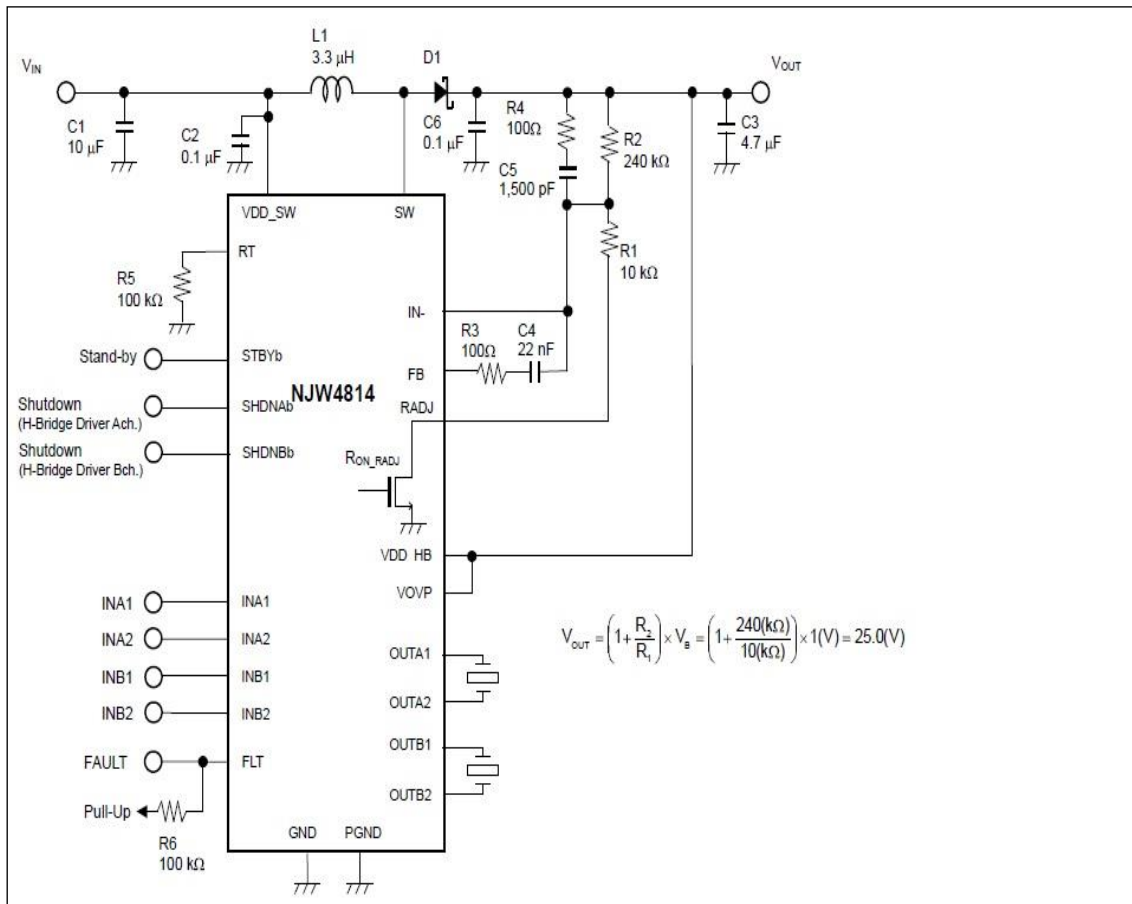 L1
3.3 μH
D1
VIN
VOUT
C1
10 μF
C2
0.1 μF
C6
0.1 μF
R4
100Ω
R2
240 kΩ
C3
4.7 μF
C5
1,500 pF
VDD_SW
SW
RT
R1
10 kΩ
R5
100 kΩ
IN-
R3
100Ω
C4
22 nF
Stand-by
STBYb
FB
NJW4814
Shutdown
(H-Bridge Driver Ach.)
SHDNAb
RADJ
Shutdown
(H-Bridge Driver Bch.)
SHDNBb
RON_RADJ
VDD HB
VOVP
INA1
INA1
INA2
INA2
INB1
INB1
INB2
INB2
OUTA1
OUTA2
OUTB1
OUTB2
VOUT = (1 + R2/R1) × VB = (1 + 240(kΩ)/10(kΩ)) × 1(V) = 25.0(V)
FAULT
FLT
Pull-Up
R6
100 kΩ
GND
PGND